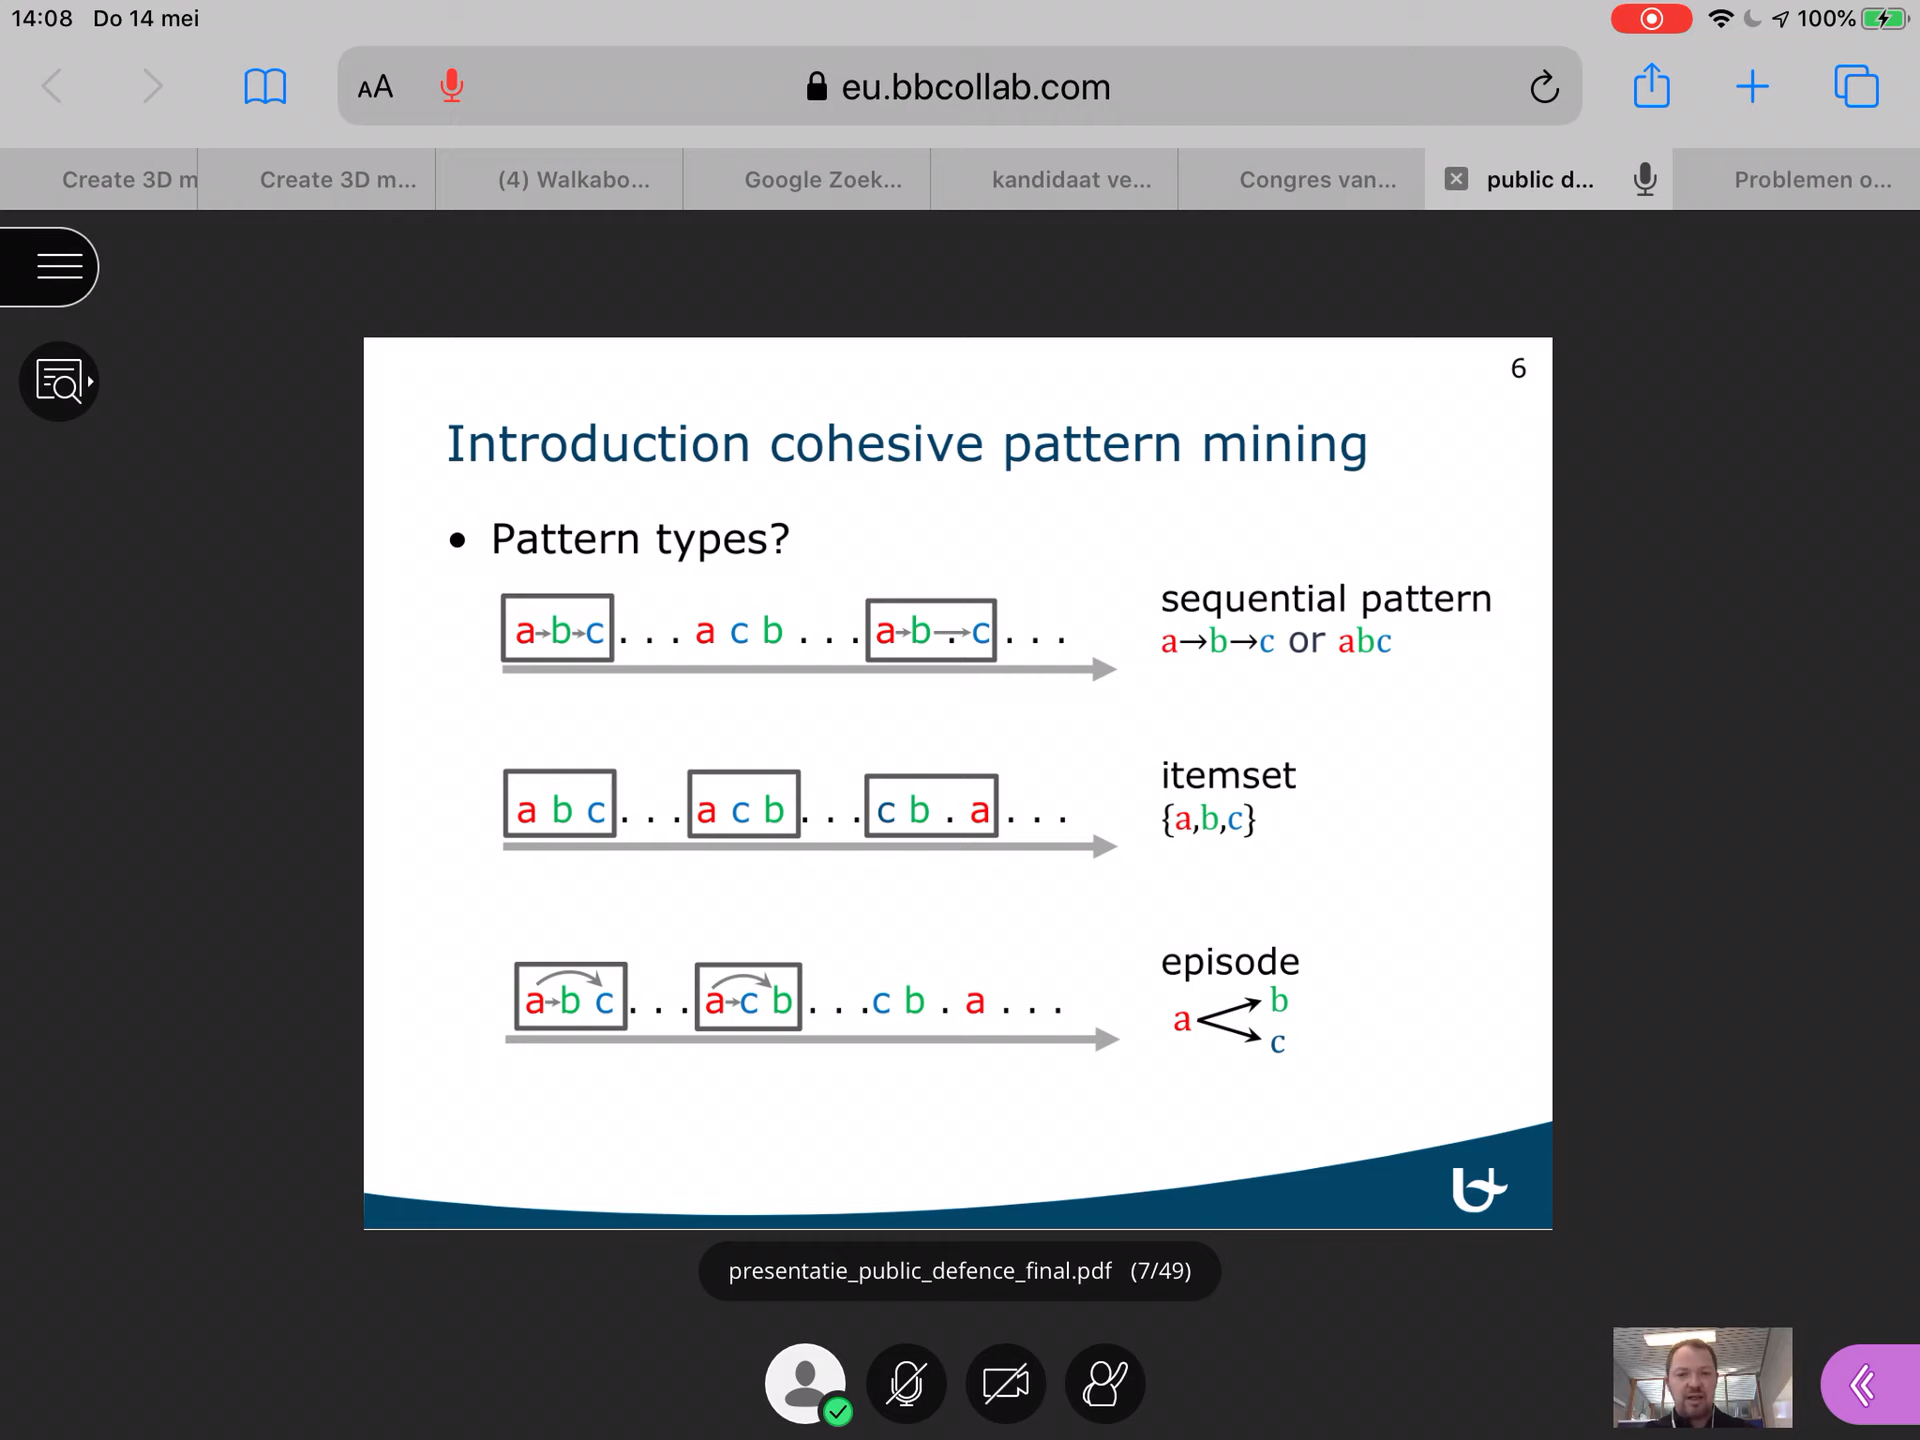 14:08 Do 14 mei
100%
AA eu.bbcollab.com
Create 3D m Create 3D m... (4) Walkabo... Google Zoek... kandidaat ve... Congres van... public d... Problemen o...
6
Introduction cohesive pattern mining
• Pattern types?
a→b→c . . . a c b . . . a→b . →c . . .
sequential pattern
a→b→c or abc
a b c . . . a c b . . . c b . a . . .
itemset
{a,b,c}
a→b c . . . a→c b . . . c b . a . . .
episode
a
b
c
presentatie_public_defence_final.pdf (7/49)